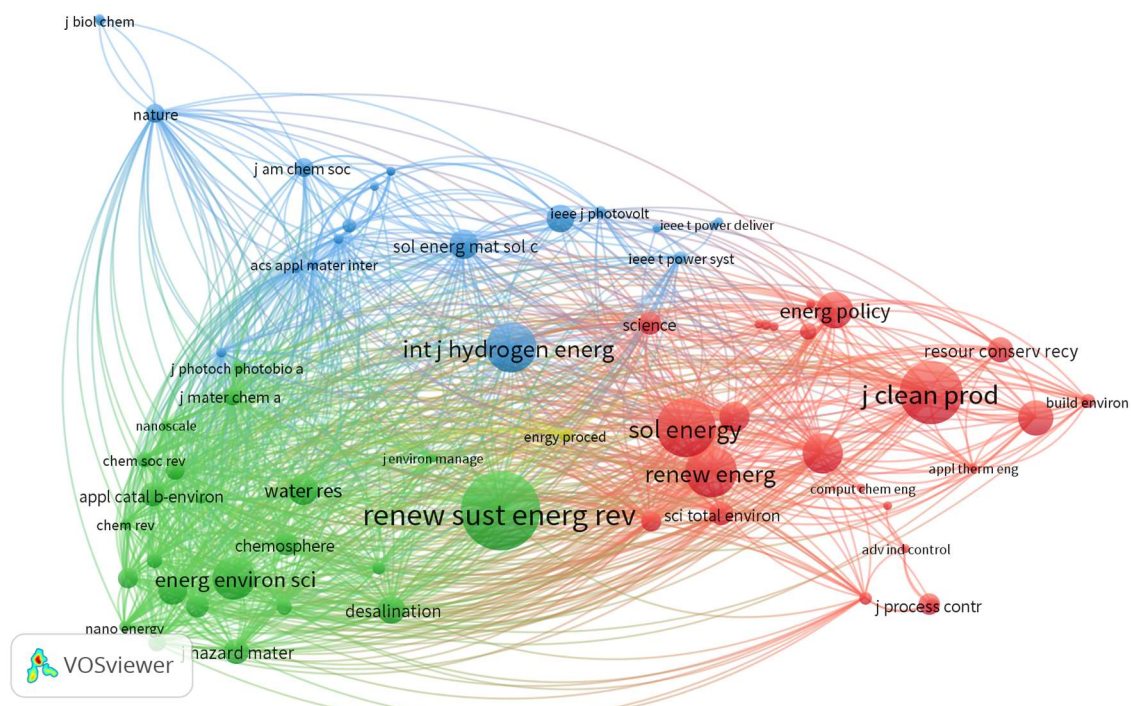 j biol chem
nature
j am chem soc
ieee j photovolt
ieee t power deliver
sol energ mat sol c
ieee t power syst
acs appl mater inter
energ policy
science
int j hydrogen energ
resour conserv recy
j photoch photobio a
j clean prod
j mater chem a
build environ
nanoscale
sol energy
enrgy proced
j environ manage
chem soc rev
appl therm eng
renew energ
comput chem eng
water res
appl catal b-environ
renew sust energ rev
sci total environ
chem rev
chemosphere
adv ind control
energ environ sci
j process contr
desalination
nano energy
j hazard mater
VOSviewer